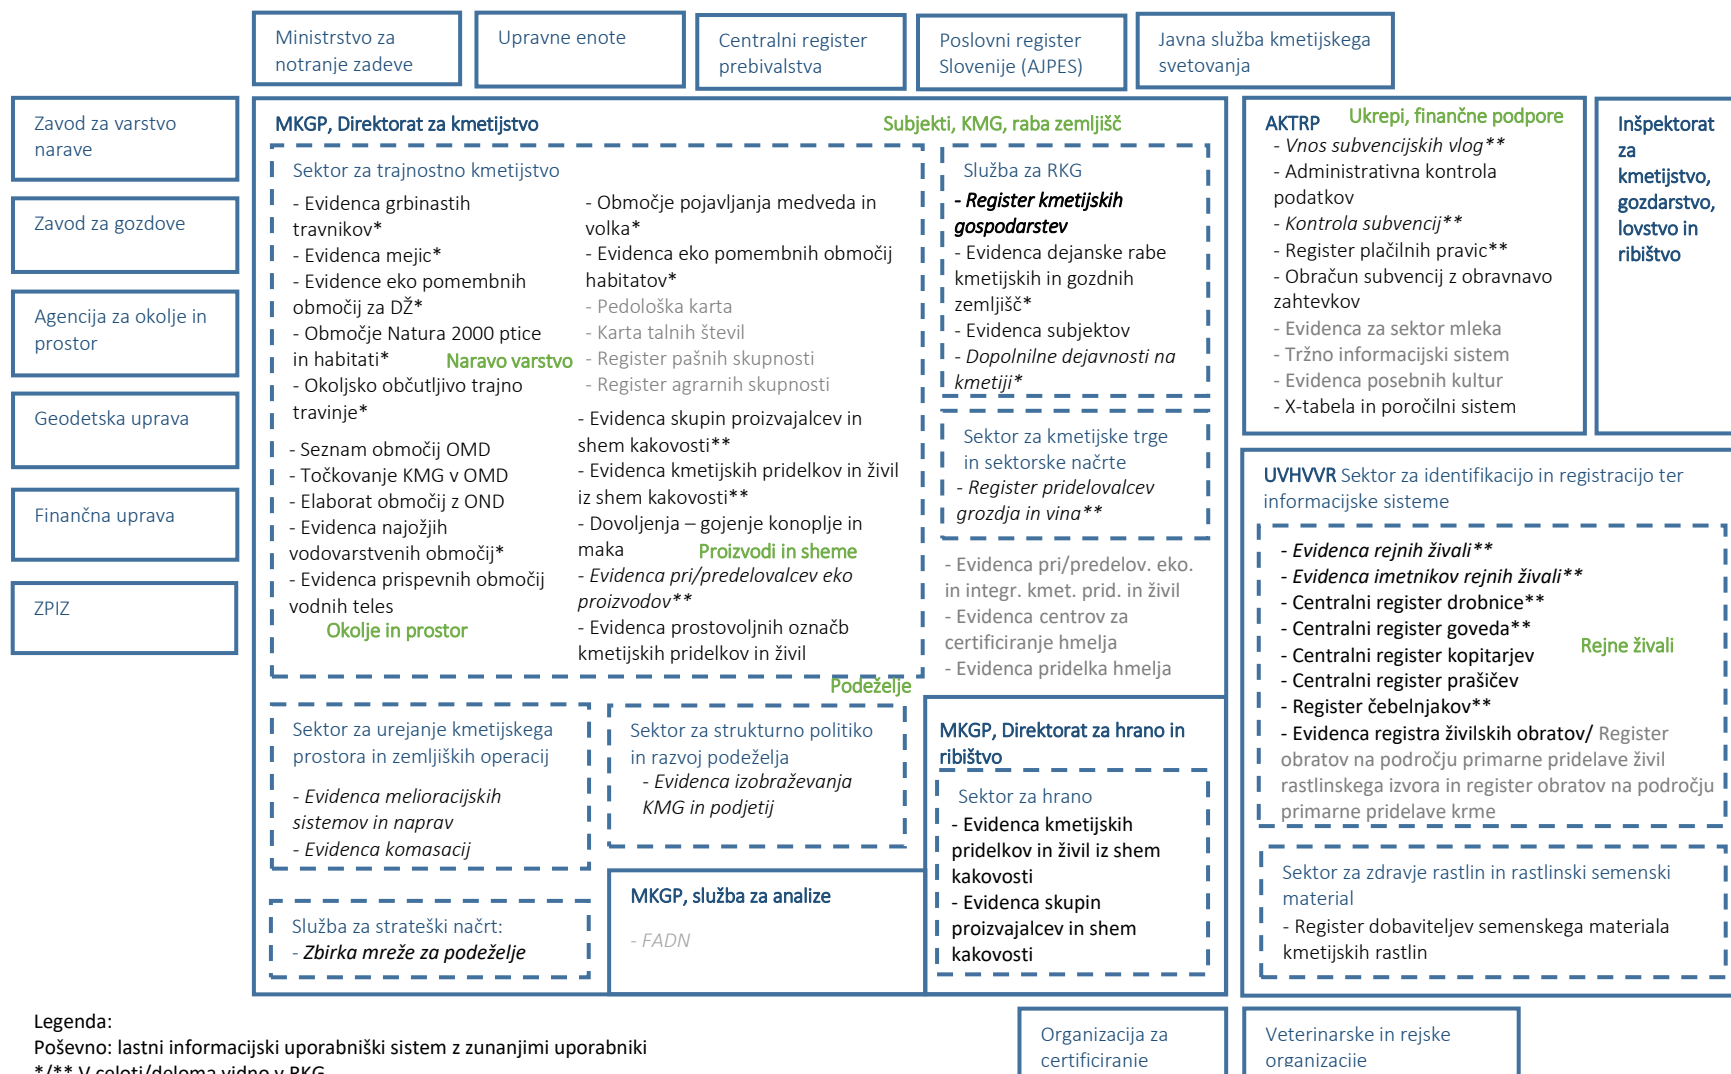 Ministrstvo za
notranje zadeve
Upravne enote
Centralni register
prebivalstva
Poslovni register
Slovenije (AJPES)
Javna služba kmetijskega
svetovanja
Zavod za varstvo
narave
Zavod za gozdove
Agencija za okolje in
prostor
Geodetska uprava
Finančna uprava
ZPIZ
MKGP, Direktorat za kmetijstvo
Subjekti, KMG, raba zemljišč
Sektor za trajnostno kmetijstvo
- Evidenca grbinastih
travnikov*
- Evidenca mejic*
- Evidence eko pomembnih
območij za DŽ*
- Območje Natura 2000 ptice
in habitati*
Naravo varstvo
- Okoljsko občutljivo trajno
travinje*
- Seznam območij OMD
- Točkovanje KMG v OMD
- Elaborat območij z OND
- Evidenca najožjih
vodovarstvenih območij*
- Evidenca prispevnih območij
vodnih teles
Okolje in prostor
- Območje pojavljanja medveda in
volka*
- Evidenca eko pomembnih območij
habitatov*
- Pedološka karta
- Karta talnih števil
- Register pašnih skupnosti
- Register agrarnih skupnosti
- Evidenca skupin proizvajalcev in
shem kakovosti**
- Evidenca kmetijskih pridelkov in živil
iz shem kakovosti**
- Dovoljenja – gojenje konoplje in
maka
Proizvodi in sheme
- Evidenca pri/predelovalcev eko
proizvodov**
- Evidenca prostovoljnih označb
kmetijskih pridelkov in živil
Podeželje
Služba za RKG
- Register kmetijskih
gospodarstev
- Evidenca dejanske rabe
kmetijskih in gozdnih
zemljišč*
- Evidenca subjektov
- Dopolnilne dejavnosti na
kmetiji*
Sektor za kmetijske trge
in sektorske načrte
- Register pridelovalcev
grozdja in vina**
- Evidenca pri/predelov. eko.
in integr. kmet. prid. in živil
- Evidenca centrov za
certificiranje hmelja
- Evidenca pridelka hmelja
Sektor za urejanje kmetijskega
prostora in zemljiških operacij
- Evidenca melioracijskih
sistemov in naprav
- Evidenca komasacij
Sektor za strukturno politiko
in razvoj podeželja
- Evidenca izobraževanja
KMG in podjetij
Služba za strateški načrt:
- Zbirka mreže za podeželje
MKGP, služba za analize
- FADN
MKGP, Direktorat za hrano in
ribištvo
Sektor za hrano
- Evidenca kmetijskih
pridelkov in živil iz shem
kakovosti
- Evidenca skupin
proizvajalcev in shem
kakovosti
AKTRP
Ukrepi, finančne podpore
- Vnos subvencijskih vlog**
- Administrativna kontrola
podatkov
- Kontrola subvencij**
- Register plačilnih pravic**
- Obračun subvencij z obravnavo
zahtevkov
- Evidenca za sektor mleka
- Tržno informacijski sistem
- Evidenca posebnih kultur
- X-tabela in poročilni sistem
Inšpektorat
za
kmetijstvo,
gozdarstvo,
lovstvo in
ribištvo
UVHVVR Sektor za identifikacijo in registracijo ter
informacijske sisteme
- Evidenca rejnih živali**
- Evidenca imetnikov rejnih živali**
- Centralni register drobnice**
- Centralni register goveda**
- Centralni register kopitarjev
Rejne živali
- Centralni register prašičev
- Register čebelnjakov**
- Evidenca registra živilskih obratov/ Register
obratov na področju primarne pridelave živil
rastlinskega izvora in register obratov na področju
primarne pridelave krme
Sektor za zdravje rastlin in rastlinski semenski
material
- Register dobaviteljev semenskega materiala
kmetijskih rastlin
Organizacija za
certificiranje
Veterinarske in rejske
organizacije
Legenda:
Poševno: lastni informacijski uporabniški sistem z zunanjimi uporabniki
*/** V celoti/deloma vidno v RKG